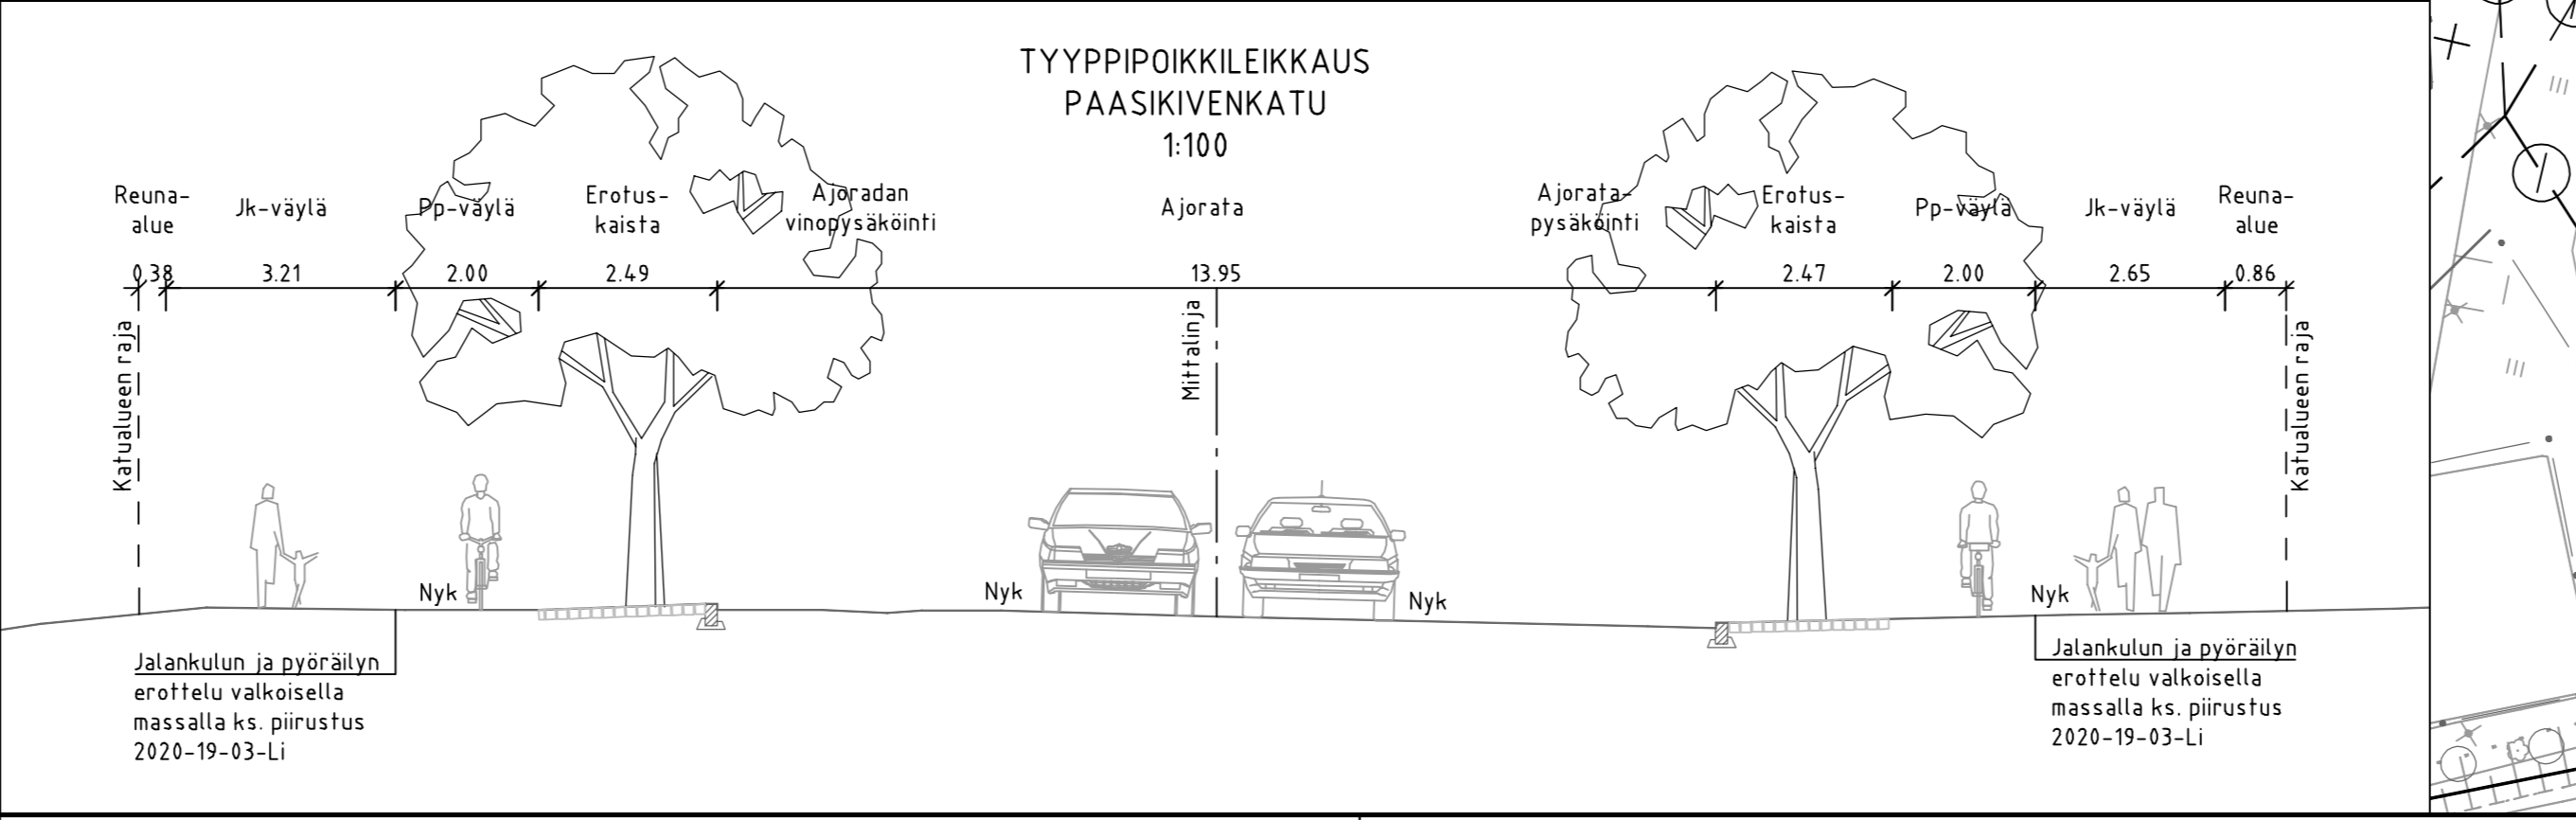 TYYPPIPOIKKILEIKKAUS
PAASIKIVENKATU
1:100
Reuna-
alue
Jk-väylä
Pp-väylä
Erotus-
kaista
Ajoradan
vinopysäköinti
Ajorata
Ajorata-
pysäköinti
Erotus-
kaista
Pp-väylä
Jk-väylä
Reuna-
alue
0.38 3.21 2.00 2.49 13.95 2.47 2.00 2.65 0.86
Katualueen raja
Mittalinja
Katualueen raja
Nyk
Nyk
Nyk
Nyk
Jalankulun ja pyöräilyn
erottelu valkoisella
massalla ks. piirustus
2020-19-03-Li
Jalankulun ja pyöräilyn
erottelu valkoisella
massalla ks. piirustus
2020-19-03-Li